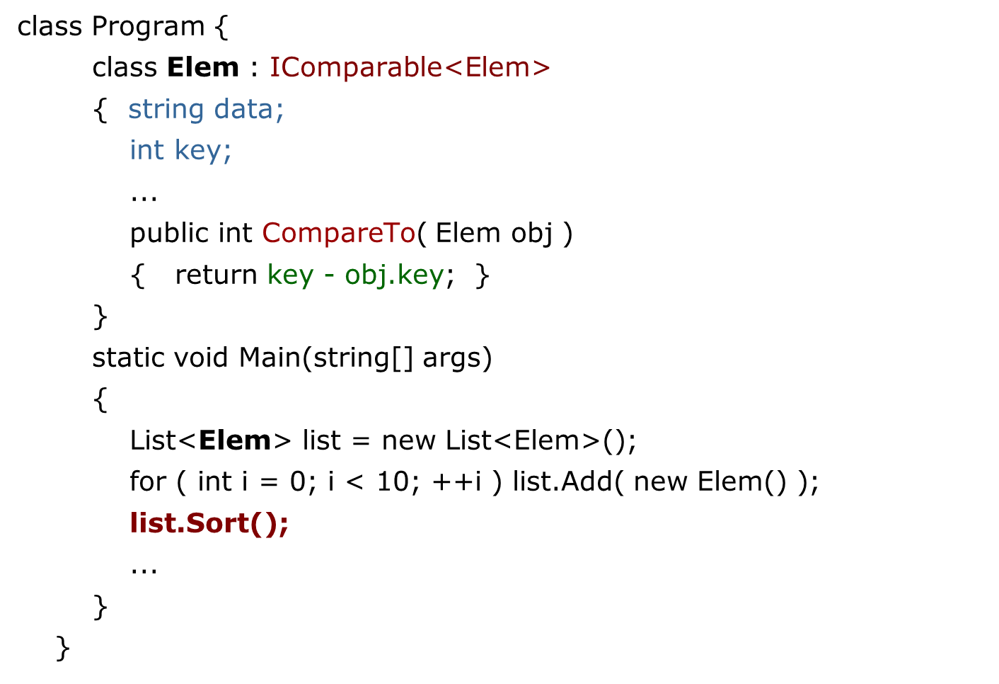 class Program {
class Elem : IComparable<Elem>
{ string data;
int key;
...
public int CompareTo( Elem obj )
{ return key - obj.key; }
}
static void Main(string[] args)
{
List<Elem> list = new List<Elem>();
for ( int i = 0; i < 10; ++i ) list.Add( new Elem() );
list.Sort();
...
}
}